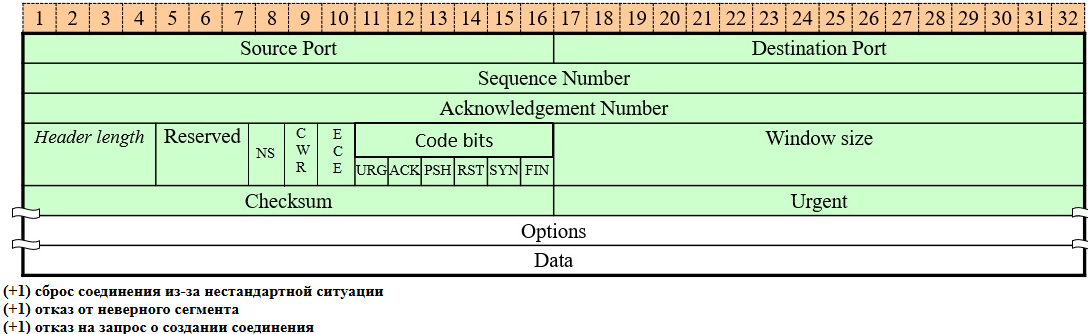 1 2 3 4 5 6 7 8 9 10 11 12 13 14 15 16 17 18 19 20 21 22 23 24 25 26 27 28 29 30 31 32
Source Port Destination Port
Sequence Number
Acknowledgement Number
Header length Reserved NS CWR ECE Code bits Window size
URG ACK PSH RST SYN FIN
Checksum Urgent
Options
Data
(+1) сброс соединения из-за нестандартной ситуации
(+1) отказ от неверного сегмента
(+1) отказ на запрос о создании соединения